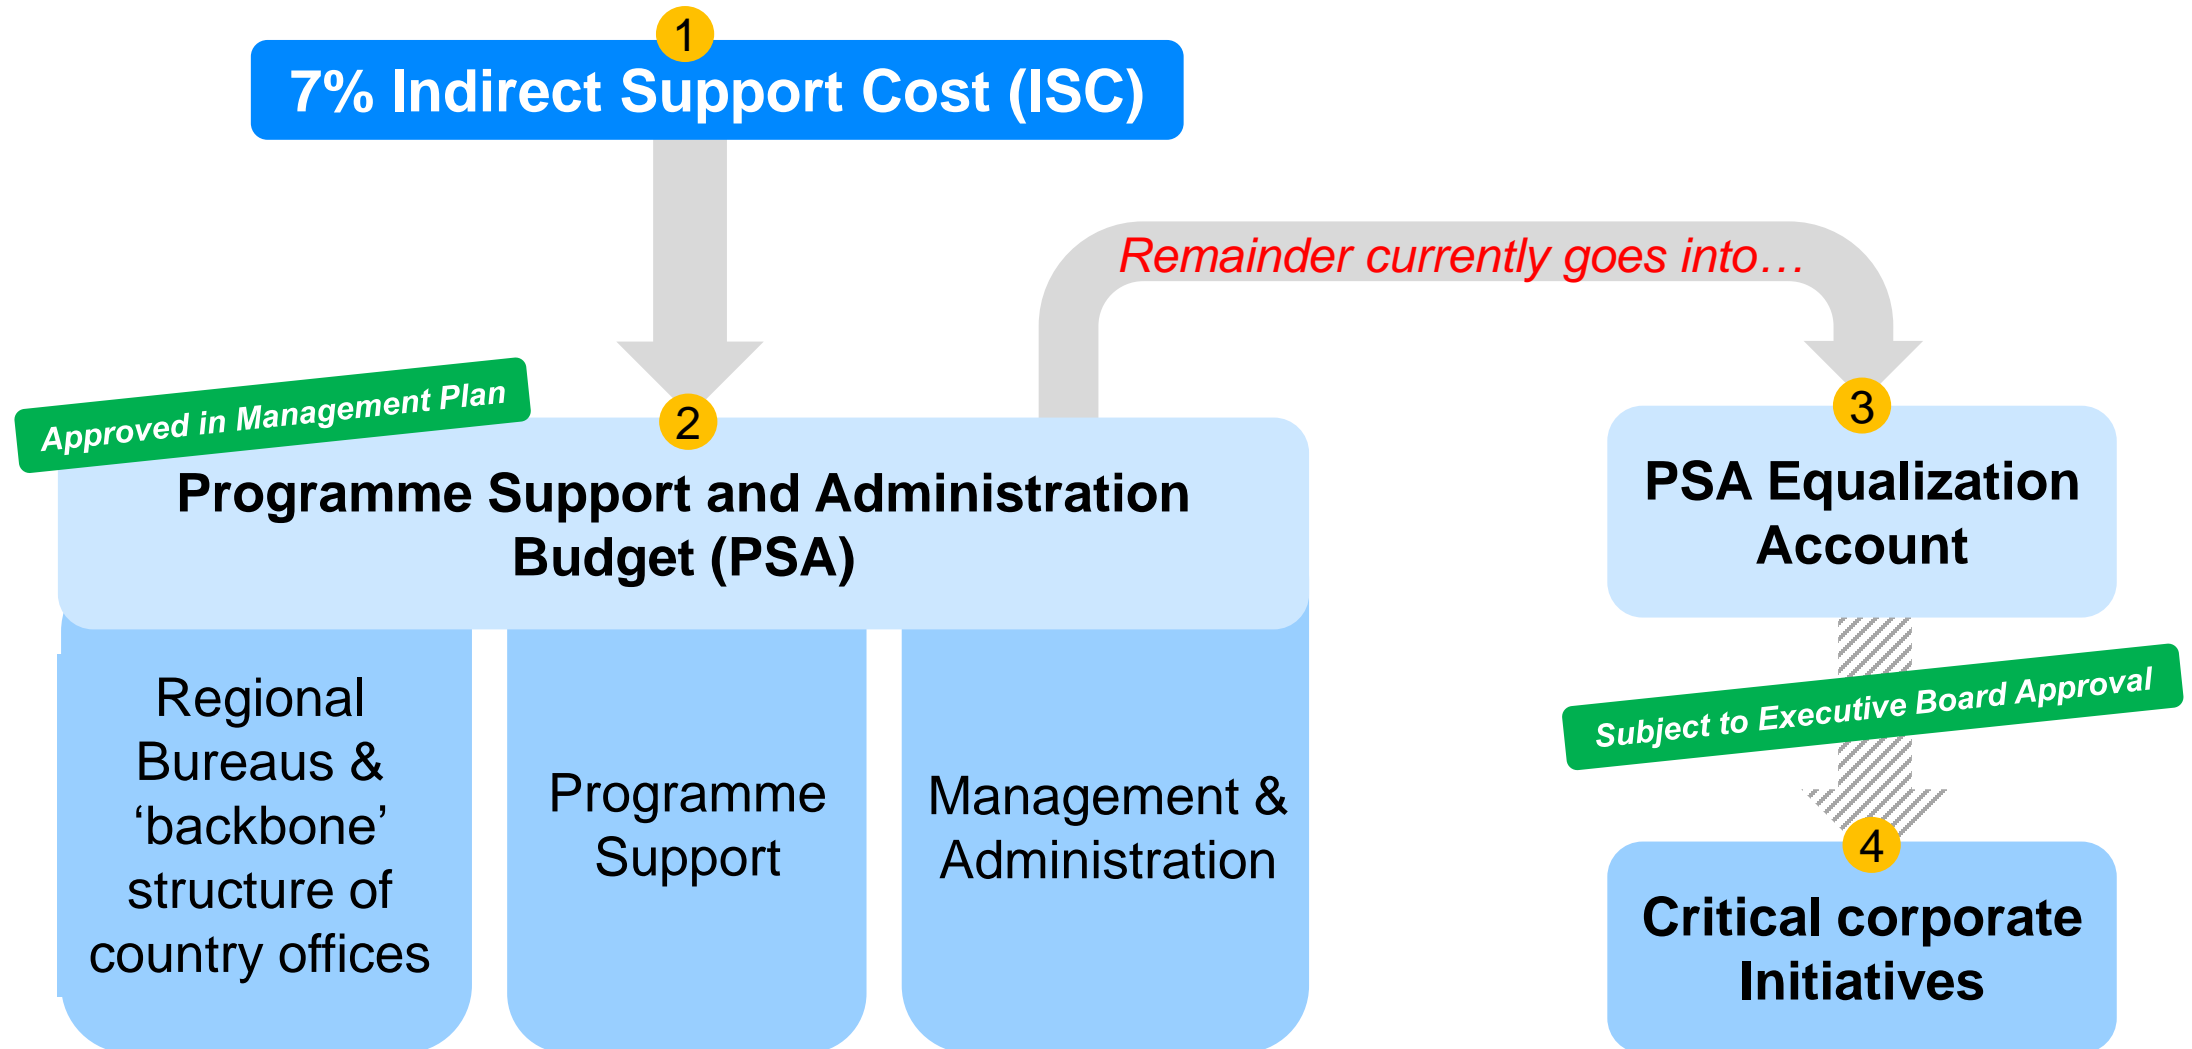 1
7% Indirect Support Cost (ISC)
Remainder currently goes into…
Approved in Management Plan
2
Programme Support and Administration
Budget (PSA)
Regional
Bureaus &
‘backbone’
structure of
country offices
Programme
Support
Management &
Administration
3
PSA Equalization
Account
Subject to Executive Board Approval
4
Critical corporate
Initiatives